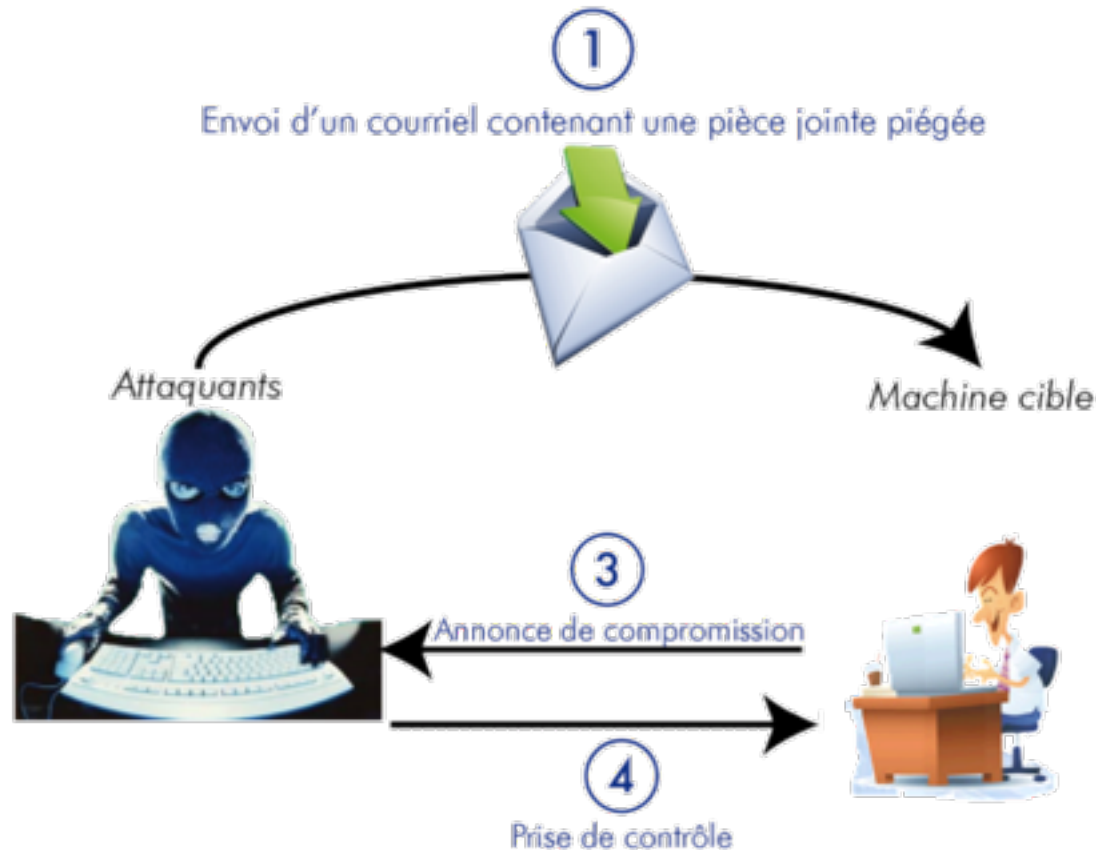 1
Envoi d'un courriel contenant une pièce jointe piégée
Attaquants
Machine cible
3
Annonce de compromission
4
Prise de contrôle